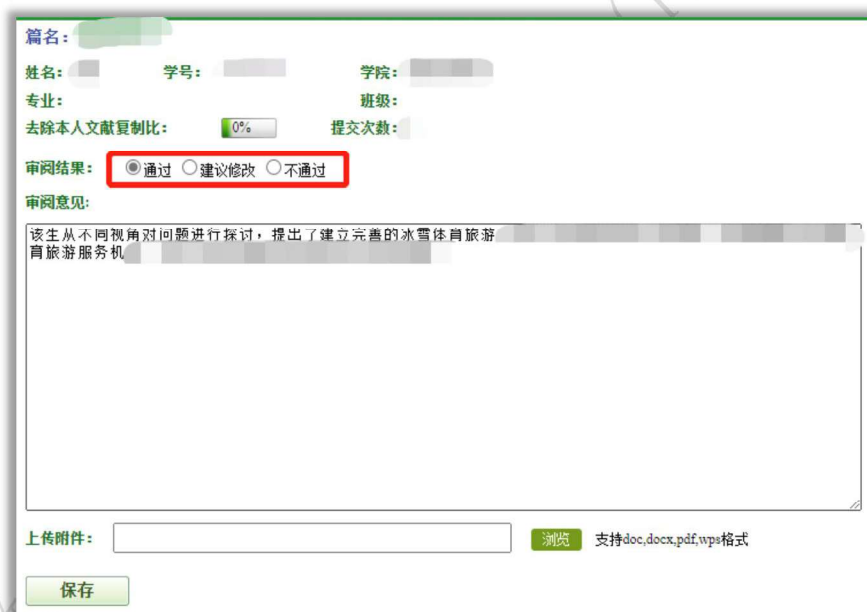 篇名：
姓名： 学号： 学院：
专业： 班级：
去除本人文献复制比： 0% 提交次数：
审阅结果： 通过 建议修改 不通过
审阅意见:
该生从不同视角对问题进行探讨，提出了建立完善的冰雪体育旅游
育旅游服务机
上传附件： 浏览 支持doc,docx,pdf,wps格式
保存